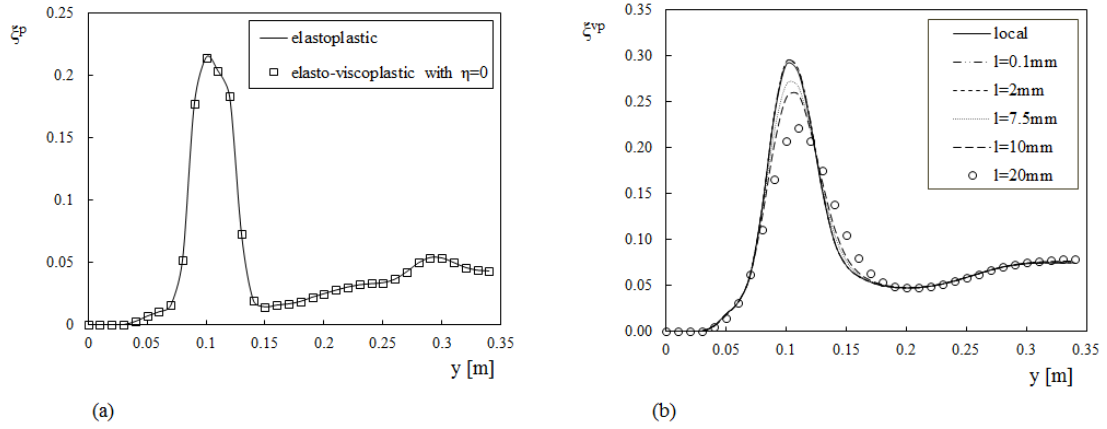 ξᵖ
0.25
0.2
0.15
0.1
0.05
0
0 0.05 0.1 0.15 0.2 0.25 0.3 0.35
y [m]
elastoplastic
elasto-viscoplastic with η=0
(a)
ξᵛᵖ
0.35
0.30
0.25
0.20
0.15
0.10
0.05
0.00
0 0.05 0.1 0.15 0.2 0.25 0.3 0.35
y [m]
local
l=0.1mm
l=2mm
l=7.5mm
l=10mm
l=20mm
(b)